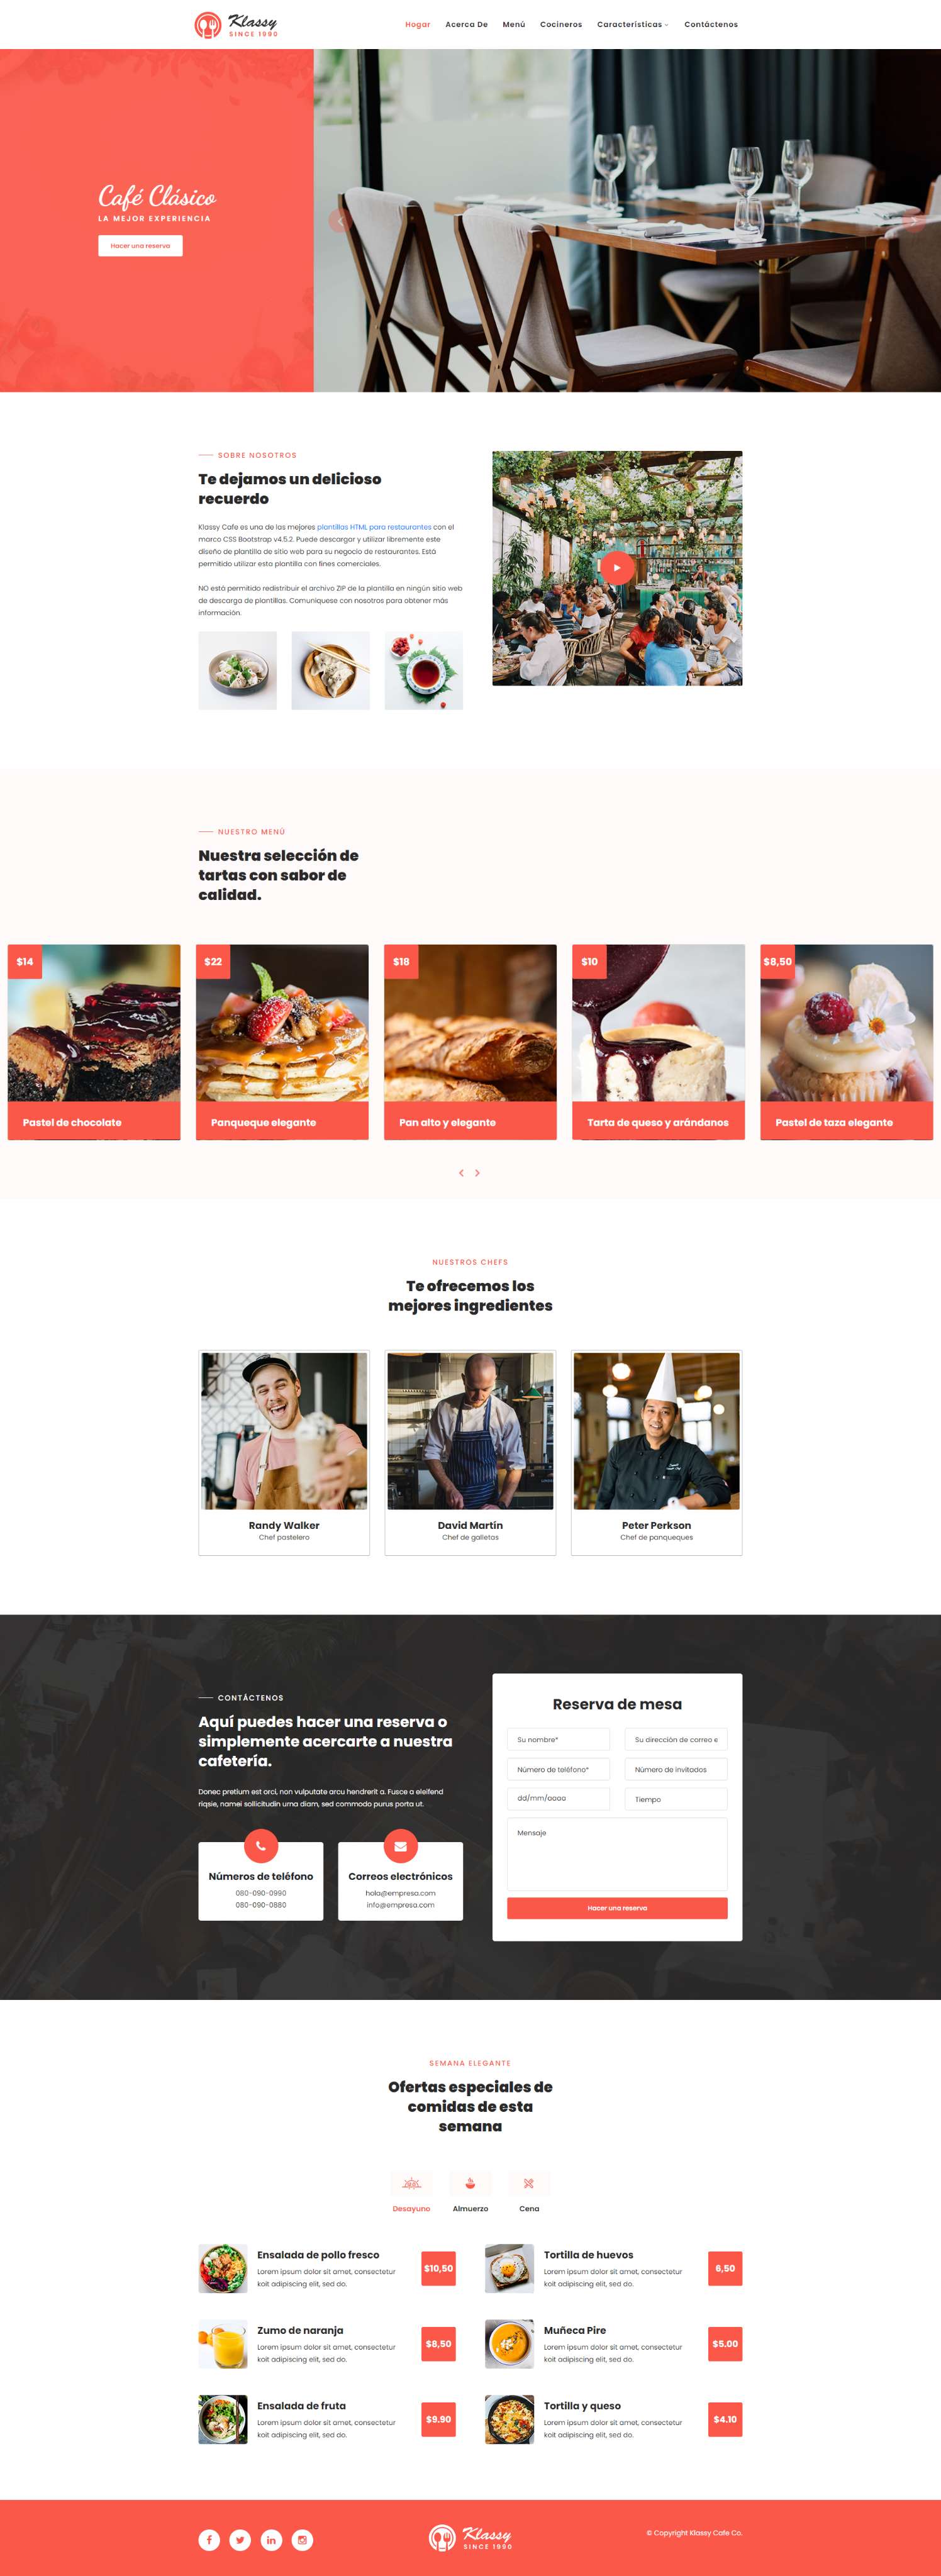 Klassy
SINCE 1990
Hogar Acerca De Menú Cocineros Características Contáctenos
Café Clásico
LA MEJOR EXPERIENCIA
Hacer una reserva
SOBRE NOSOTROS
Te dejamos un delicioso
recuerdo
Klassy Cafe es una de las mejores plantillas HTML para restaurantes con el
marco CSS Bootstrap v4.5.2. Puede descargar y utilizar libremente este
diseño de plantilla de sitio web para su negocio de restaurantes. Está
permitido utilizar esta plantilla con fines comerciales.
NO está permitido redistribuir el archivo ZIP de la plantilla en ningún sitio web
de descarga de plantillas. Comuníquese con nosotros para obtener más
información.
NUESTRO MENÚ
Nuestra selección de
tartas con sabor de
calidad.
$14 $22 $18 $10 $8,50
Pastel de chocolate Panqueque elegante Pan alto y elegante Tarta de queso y arándanos Pastel de taza elegante
NUESTROS CHEFS
Te ofrecemos los
mejores ingredientes
Randy Walker
Chef pastelero
David Martín
Chef de galletas
Peter Perkson
Chef de panqueques
CONTÁCTENOS
Aquí puedes hacer una reserva o
simplemente acercarte a nuestra
cafetería.
Donec pretium est orci, non vulputate arcu hendrerit a. Fusce a eleifend
riqsie, namei sollicitudin urna diam, sed commodo purus porta ut.
Números de teléfono
080-090-0990
080-090-0880
Correos electrónicos
hola@empresa.com
info@empresa.com
Reserva de mesa
Su nombre* Su dirección de correo e
Número de teléfono* Número de invitados
dd/mm/aaaa Tiempo
Mensaje
Hacer una reserva
SEMANA ELEGANTE
Ofertas especiales de
comidas de esta
semana
Desayuno Almuerzo Cena
Ensalada de pollo fresco
Lorem ipsum dolor sit amet, consectetur
koit adipiscing elit, sed do.
$10,50
Tortilla de huevos
Lorem ipsum dolor sit amet, consectetur
koit adipiscing elit, sed do.
6,50
Zumo de naranja
Lorem ipsum dolor sit amet, consectetur
koit adipiscing elit, sed do.
$8,50
Muñeca Pire
Lorem ipsum dolor sit amet, consectetur
koit adipiscing elit, sed do.
$5.00
Ensalada de fruta
Lorem ipsum dolor sit amet, consectetur
koit adipiscing elit, sed do.
$9.90
Tortilla y queso
Lorem ipsum dolor sit amet, consectetur
koit adipiscing elit, sed do.
$4.10
Klassy
SINCE 1990
© Copyright Klassy Cafe Co.